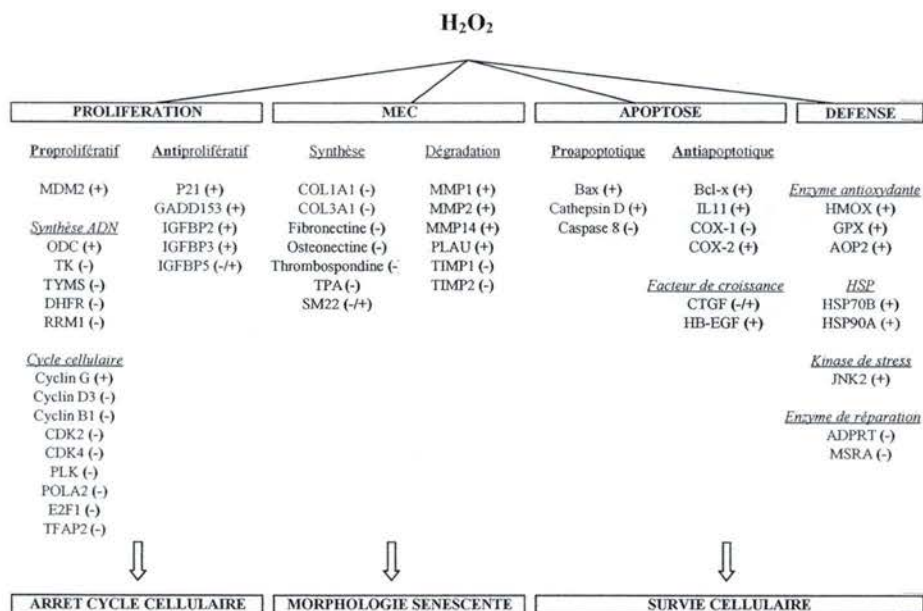 H₂O₂
PROLIFERATION
Proprolifératif
MDM2 (+)
Synthèse ADN
ODC (+)
TK (-)
TYMS (-)
DHFR (-)
RRM1 (-)
Cycle cellulaire
Cyclin G (+)
Cyclin D3 (-)
Cyclin B1 (-)
CDK2 (-)
CDK4 (-)
PLK (-)
POLA2 (-)
E2F1 (-)
TFAP2 (-)
Antiprolifératif
P21 (+)
GADD153 (+)
IGFBP2 (+)
IGFBP3 (+)
IGFBP5 (-/+)
ARRET CYCLE CELLULAIRE
MEC
Synthèse
COL1A1 (-)
COL3A1 (-)
Fibronectine (-)
Osteonectine (-)
Thrombospondine (-
TPA (-)
SM22 (-/+)
Dégradation
MMP1 (+)
MMP2 (+)
MMP14 (+)
PLAU (+)
TIMP1 (-)
TIMP2 (-)
MORPHOLOGIE SENESCENTE
APOPTOSE
Proapoptotique
Bax (+)
Cathepsin D (+)
Caspase 8 (-)
Antiapoptotique
Bcl-x (+)
IL11 (+)
COX-1 (-)
COX-2 (+)
Facteur de croissance
CTGF (-/+)
HB-EGF (+)
DEFENSE
Enzyme antioxydante
HMOX (+)
GPX (+)
AOP2 (+)
HSP
HSP70B (+)
HSP90A (+)
Kinase de stress
JNK2 (+)
Enzyme de réparation
ADPRT (-)
MSRA (-)
SURVIE CELLULAIRE